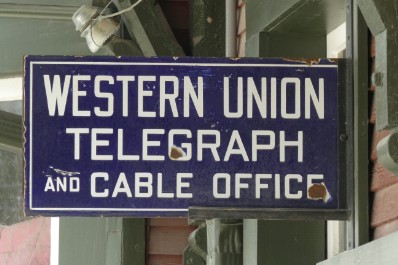 WESTERN UNION
TELEGRAPH
AND CABLE OFFICE